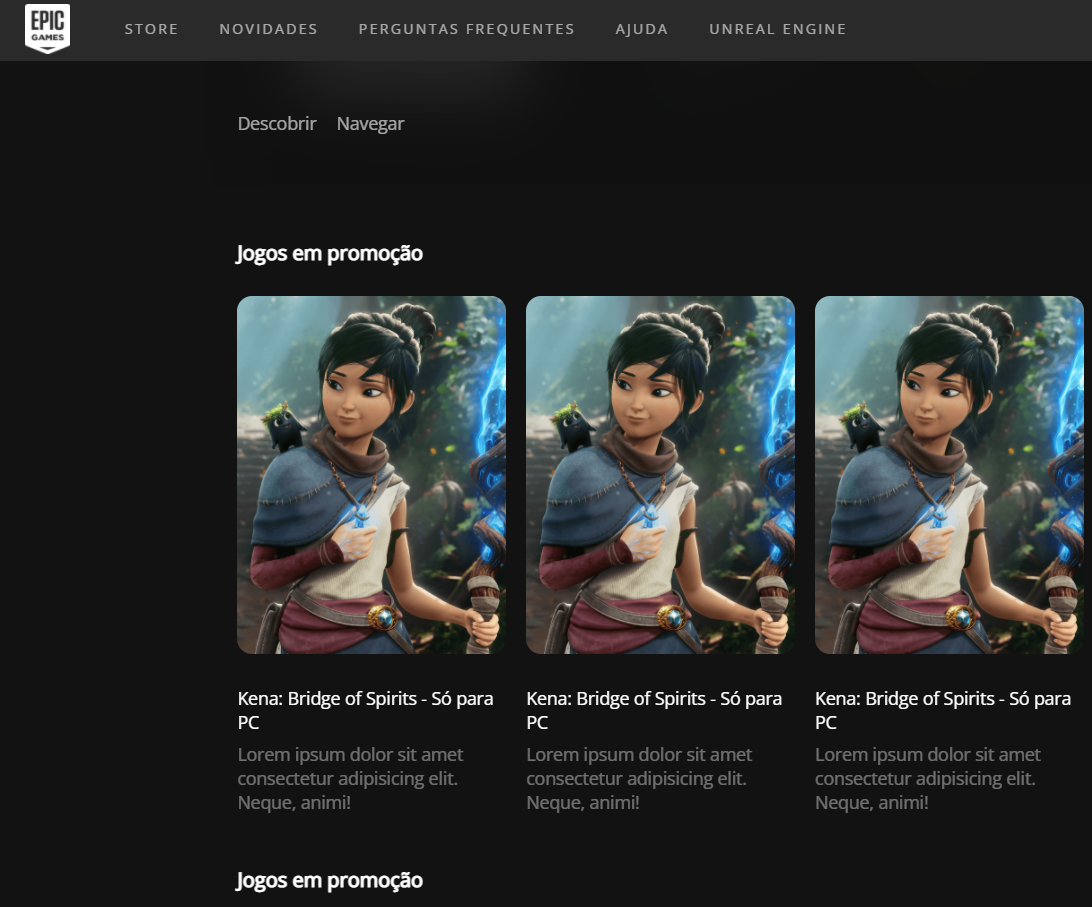 EPIC
GAMES
STORE NOVIDADES PERGUNTAS FREQUENTES AJUDA UNREAL ENGINE
Descobrir Navegar
Jogos em promoção
Kena: Bridge of Spirits - Só para
PC
Lorem ipsum dolor sit amet
consectetur adipisicing elit.
Neque, animi!
Kena: Bridge of Spirits - Só para
PC
Lorem ipsum dolor sit amet
consectetur adipisicing elit.
Neque, animi!
Kena: Bridge of Spirits - Só para
PC
Lorem ipsum dolor sit amet
consectetur adipisicing elit.
Neque, animi!
Jogos em promoção